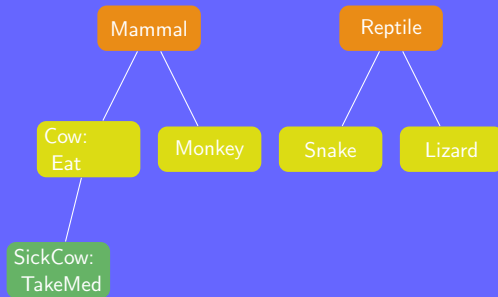 Mammal
Reptile
Cow:
Eat
Monkey
Snake
Lizard
SickCow:
TakeMed